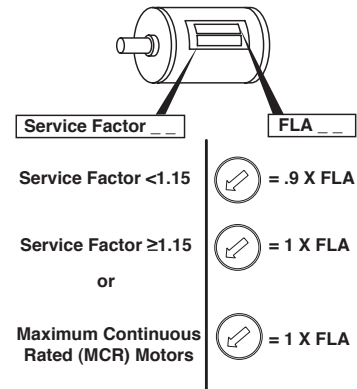 Service Factor _ _
FLA _ _
Service Factor <1.15
= .9 X FLA
Service Factor ≥1.15
= 1 X FLA
or
Maximum Continuous
Rated (MCR) Motors
= 1 X FLA